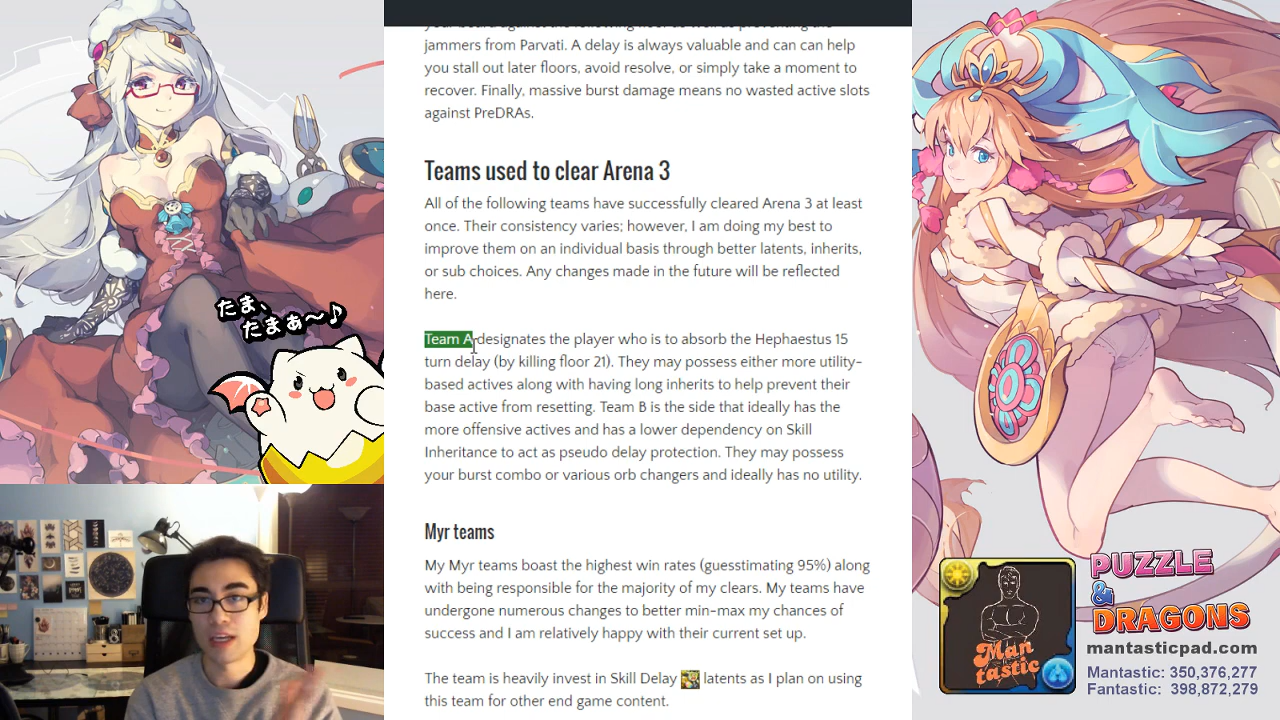 your board against the following floor as well as preventing the
jammers from Parvati. A delay is always valuable and can can help
you stall out later floors, avoid resolve, or simply take a moment to
recover. Finally, massive burst damage means no wasted active slots
against PreDRAs.
Teams used to clear Arena 3
All of the following teams have successfully cleared Arena 3 at least
once. Their consistency varies; however, I am doing my best to
improve them on an individual basis through better latents, inherits,
or sub choices. Any changes made in the future will be reflected
here.
Team A designates the player who is to absorb the Hephaestus 15
turn delay (by killing floor 21). They may possess either more utility-
based actives along with having long inherits to help prevent their
base active from resetting. Team B is the side that ideally has the
more offensive actives and has a lower dependency on Skill
Inheritance to act as pseudo delay protection. They may possess
your burst combo or various orb changers and ideally has no utility.
Myr teams
My Myr teams boast the highest win rates (guesstimating 95%) along
with being responsible for the majority of my clears. My teams have
undergone numerous changes to better min-max my chances of
success and I am relatively happy with their current set up.
The team is heavily invest in Skill Delay latents as I plan on using
this team for other end game content.
たま、
たまぁ～♪
Man
tastic
PUZZLE
&
DRAGONS
mantasticpad.com
Mantastic: 350,376,277
Fantastic: 398,872,279